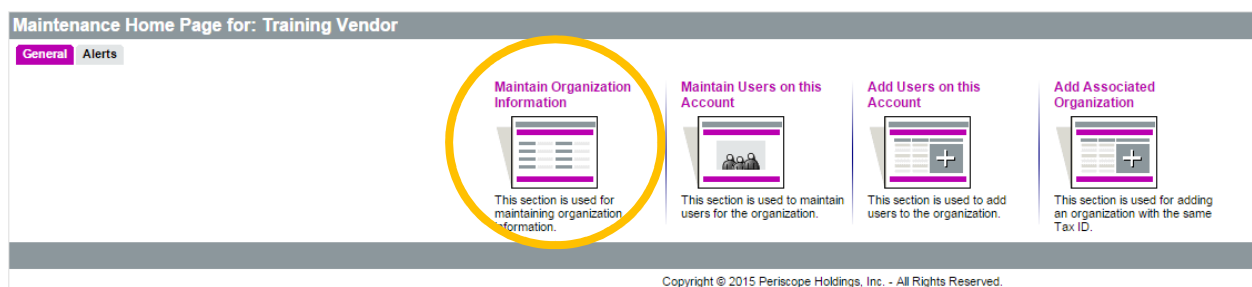 Maintenance Home Page for: Training Vendor
General Alerts
Maintain Organization
Information
This section is used for
maintaining organization
information.
Maintain Users on this
Account
This section is used to maintain
users for the organization.
Add Users on this
Account
This section is used to add
users to the organization.
Add Associated
Organization
This section is used for adding
an organization with the same
Tax ID.
Copyright © 2015 Periscope Holdings, Inc. - All Rights Reserved.